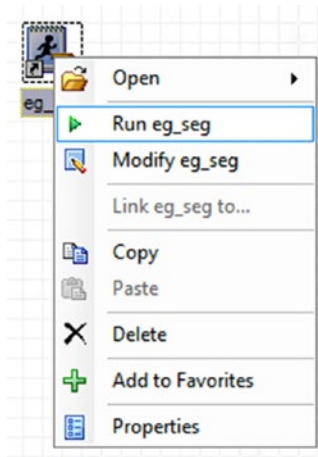 eg_
Open
Run eg_seg
Modify eg_seg
Link eg_seg to...
Copy
Paste
Delete
Add to Favorites
Properties